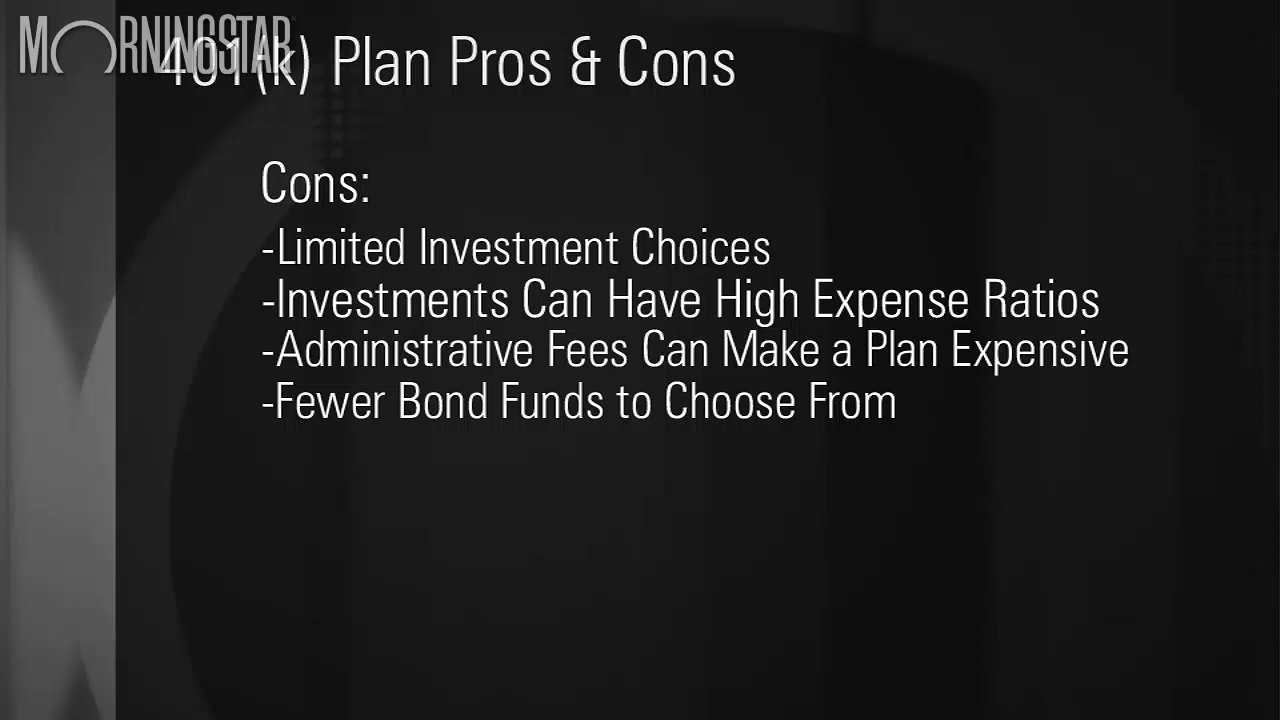 MORNINGSTAR
401(k) Plan Pros & Cons
Cons:
-Limited Investment Choices
-Investments Can Have High Expense Ratios
-Administrative Fees Can Make a Plan Expensive
-Fewer Bond Funds to Choose From